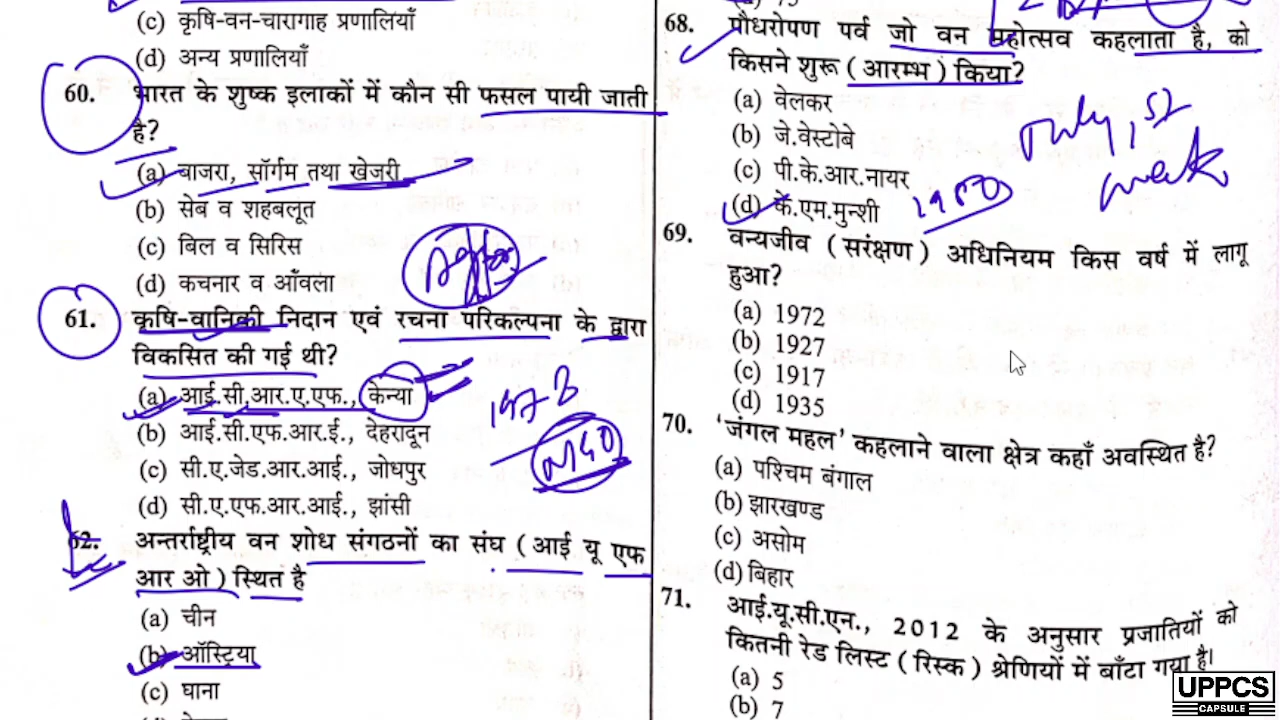 (c) कृषि-वन-चारागाह प्रणालियाँ
(d) अन्य प्रणालियाँ
60. भारत के शुष्क इलाकों में कौन सी फसल पायी जाती
है?
(a) बाजरा, सॉर्गम तथा खेजरी
(b) सेब व शहबलूत
(c) बिल व सिरिस
(d) कचनार व आँवला
61. कृषि-वानिकी निदान एवं रचना परिकल्पना के द्वारा
विकसित की गई थी?
(a) आई.सी.आर.ए.एफ., केन्या
(b) आई.सी.एफ.आर.ई., देहरादून
(c) सी.ए.जेड.आर.आई., जोधपुर
(d) सी.ए.एफ.आर.आई., झांसी
1978
NGO
62. अन्तर्राष्ट्रीय वन शोध संगठनों का संघ ( आई यू एफ
आर ओ ) स्थित है
(a) चीन
(b) ऑस्ट्रिया
(c) घाना
68. पौधरोपण पर्व जो वन महोत्सव कहलाता है, को
किसने शुरू ( आरम्भ ) किया?
(a) वेलकर
(b) जे.वेस्टोबे
(c) पी.के.आर.नायर
(d) के.एम.मुन्शी 1950
July, 1st
week
69. वन्यजीव ( सरंक्षण ) अधिनियम किस वर्ष में लागू
हुआ?
(a) 1972
(b) 1927
(c) 1917
(d) 1935
70. 'जंगल महल' कहलाने वाला क्षेत्र कहाँ अवस्थित है?
(a) पश्चिम बंगाल
(b) झारखण्ड
(c) असोम
(d) बिहार
71. आई.यू.सी.एन., 2012 के अनुसार प्रजातियों को
कितनी रेड लिस्ट ( रिस्क ) श्रेणियों में बाँटा गया है।
(a) 5
(b) 7
UPPCS
CAPSULE